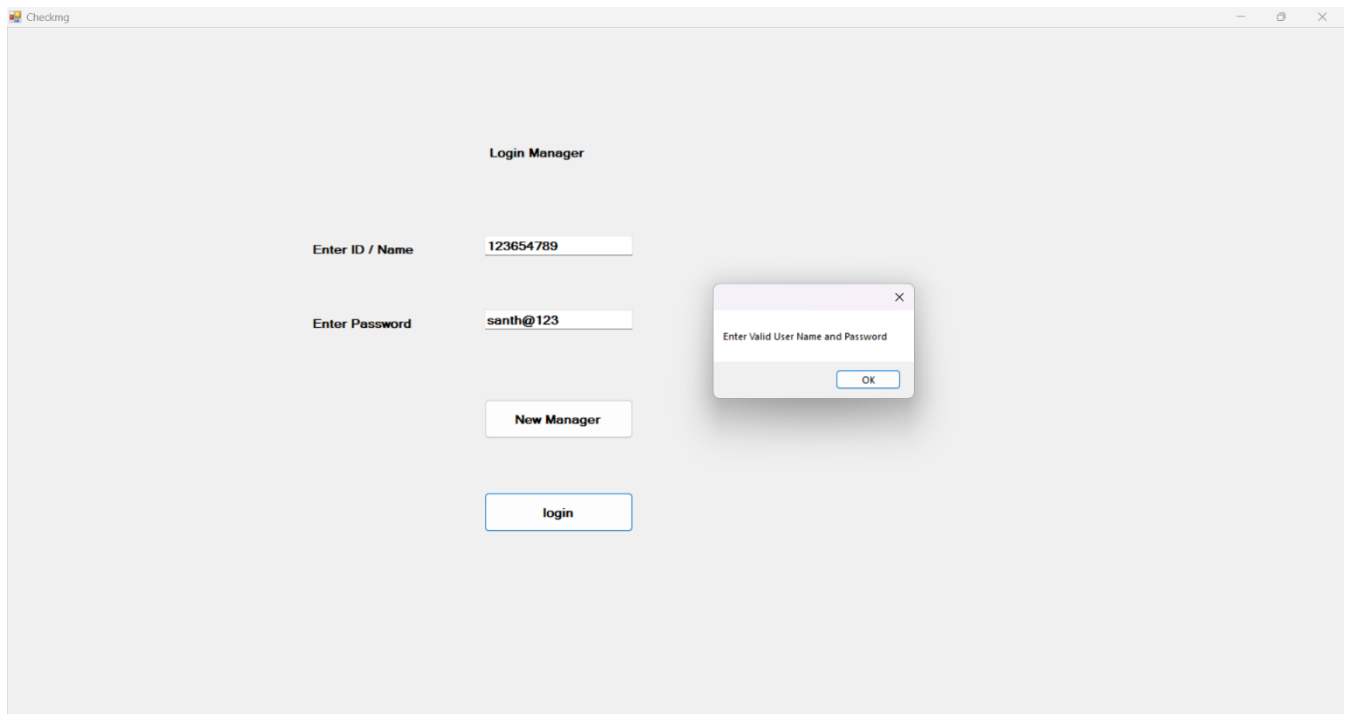 Checkmg
Login Manager
Enter ID / Name
123654789
Enter Password
santh@123
Enter Valid User Name and Password
OK
New Manager
login